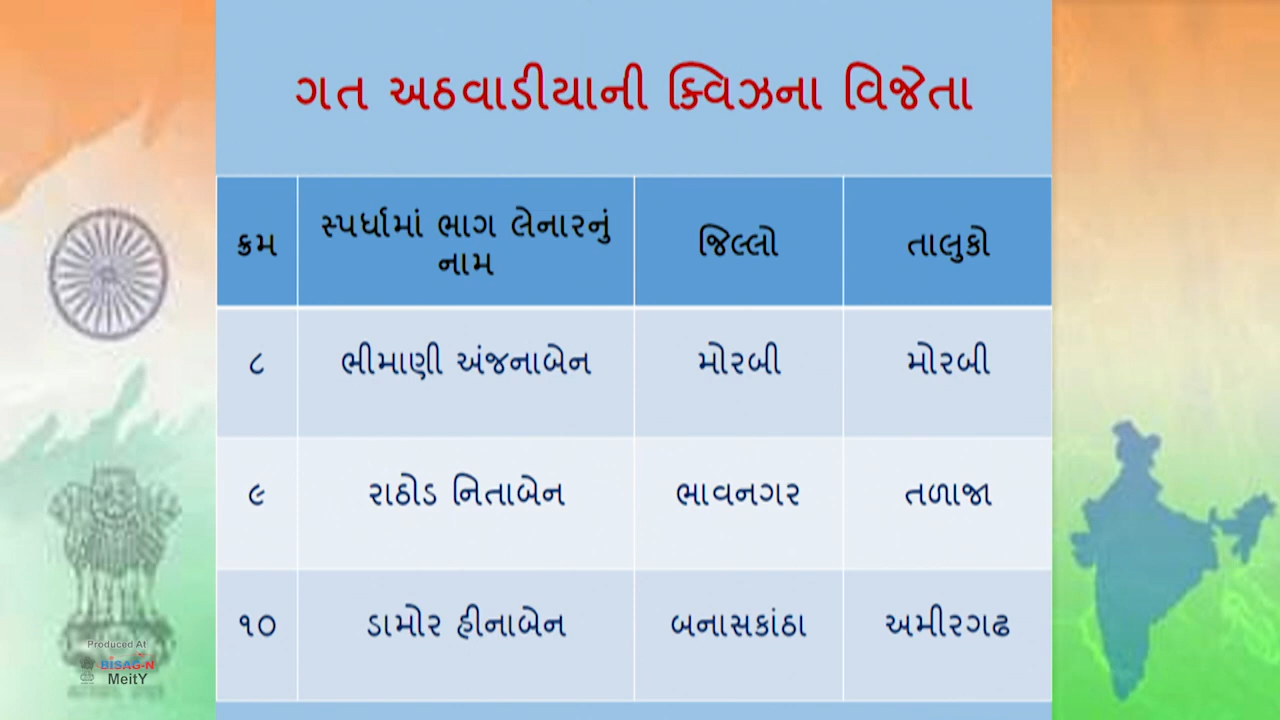 ગત અઠવાડીયાની ક્વિઝના વિજેતા
ક્રમ સ્પર્ધામાં ભાગ લેનારનું નામ જિલ્લો તાલુકો
૮ ભીમાણી અંજનાબેન મોરબી મોરબી
૯ રાઠોડ નિતાબેન ભાવનગર તળાજા
૧૦ ડામોર હીનાબેન બનાસકાંઠા અમીરગઢ
Produced At
BISAG-N
MeitY